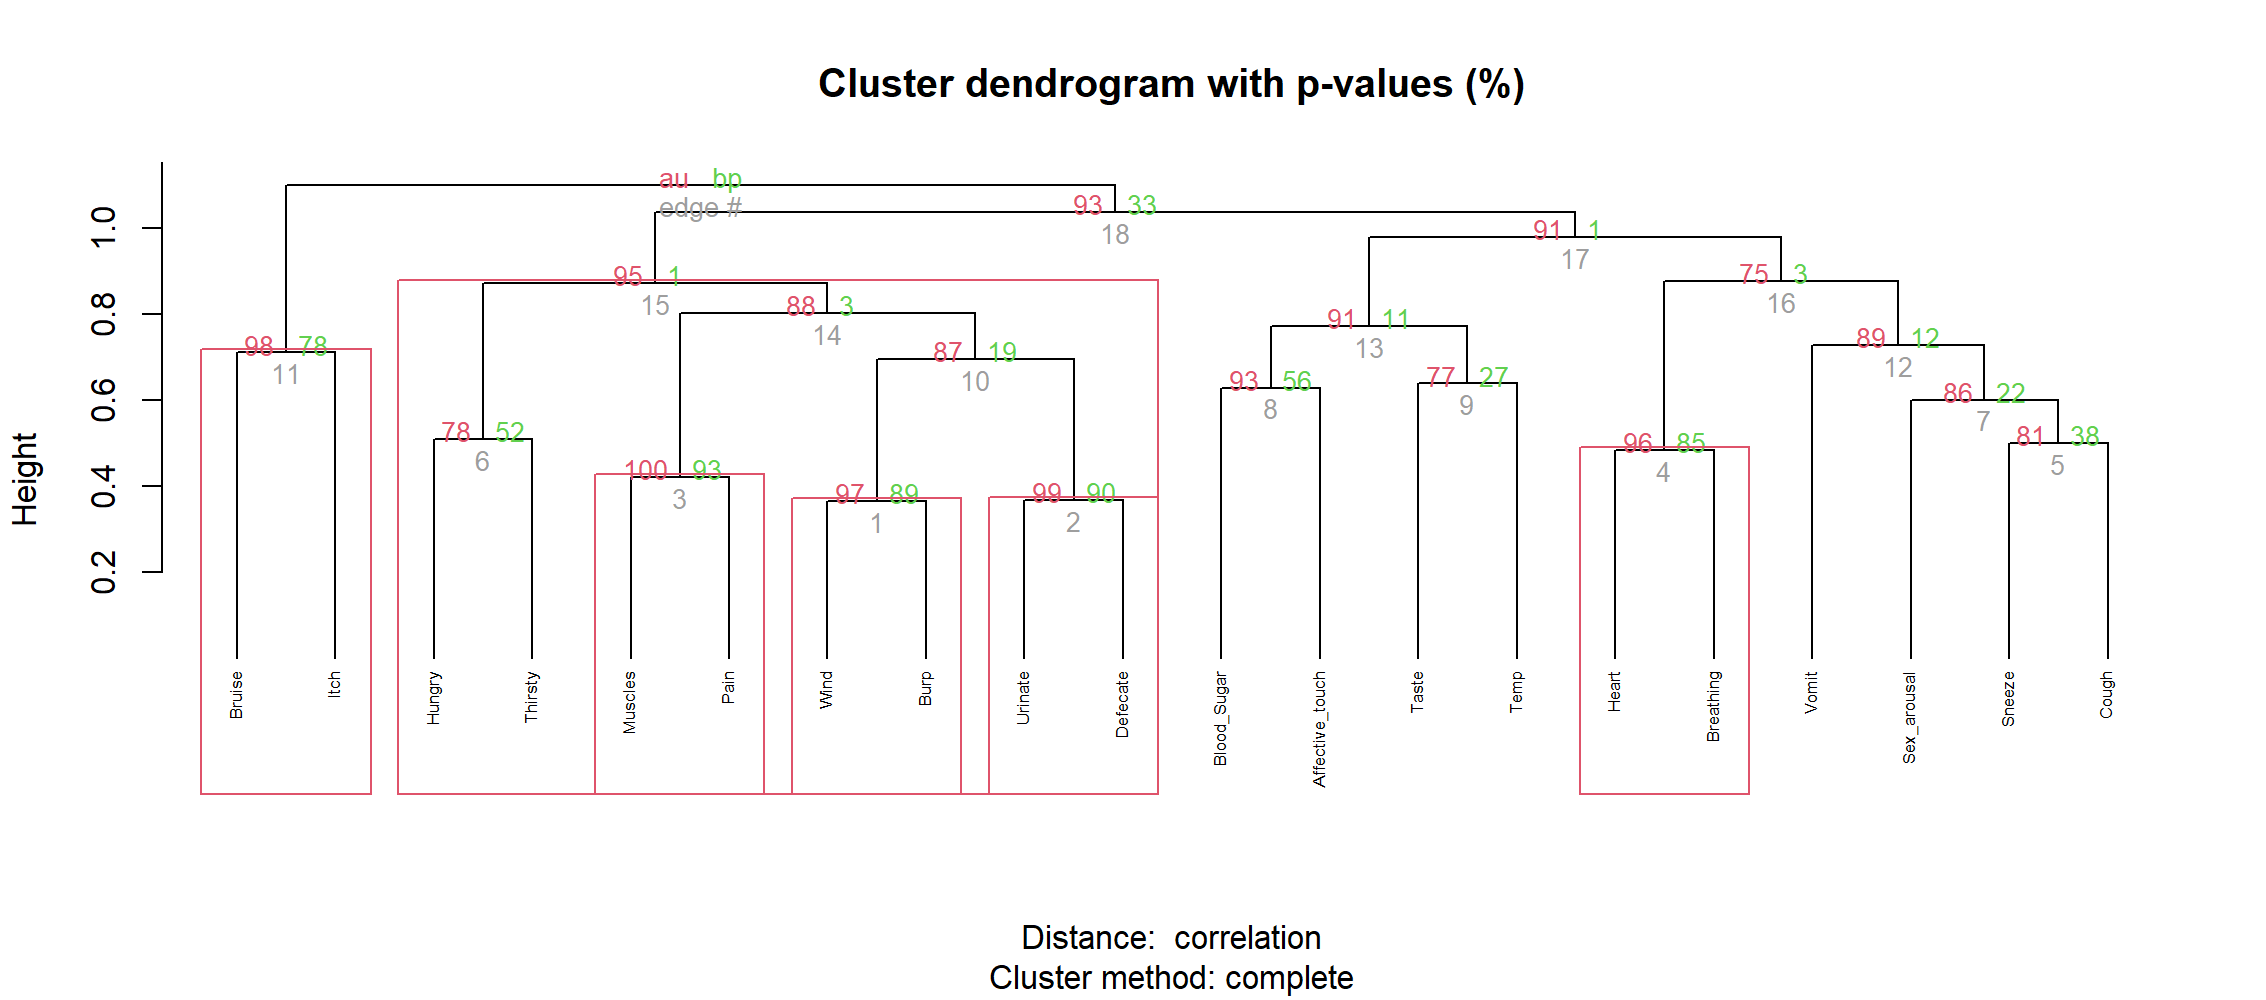 Cluster dendrogram with p-values (%)
au bp
edge #
93 33
18
91 1
17
95 1
15
75 3
16
88 3
14
91 11
13
89 12
12
98 78
11
87 19
10
93 56
8
77 27
9
86 22
7
78 52
6
81 38
5
96 85
4
100 93
3
97 89
1
99 90
2
Height
1.0
0.8
0.6
0.4
0.2
Bruise
Itch
Hungry
Thirsty
Muscles
Pain
Wind
Burp
Urinate
Defecate
Blood_Sugar
Affective_touch
Taste
Temp
Heart
Breathing
Vomit
Sex_arousal
Sneeze
Cough
Distance: correlation
Cluster method: complete